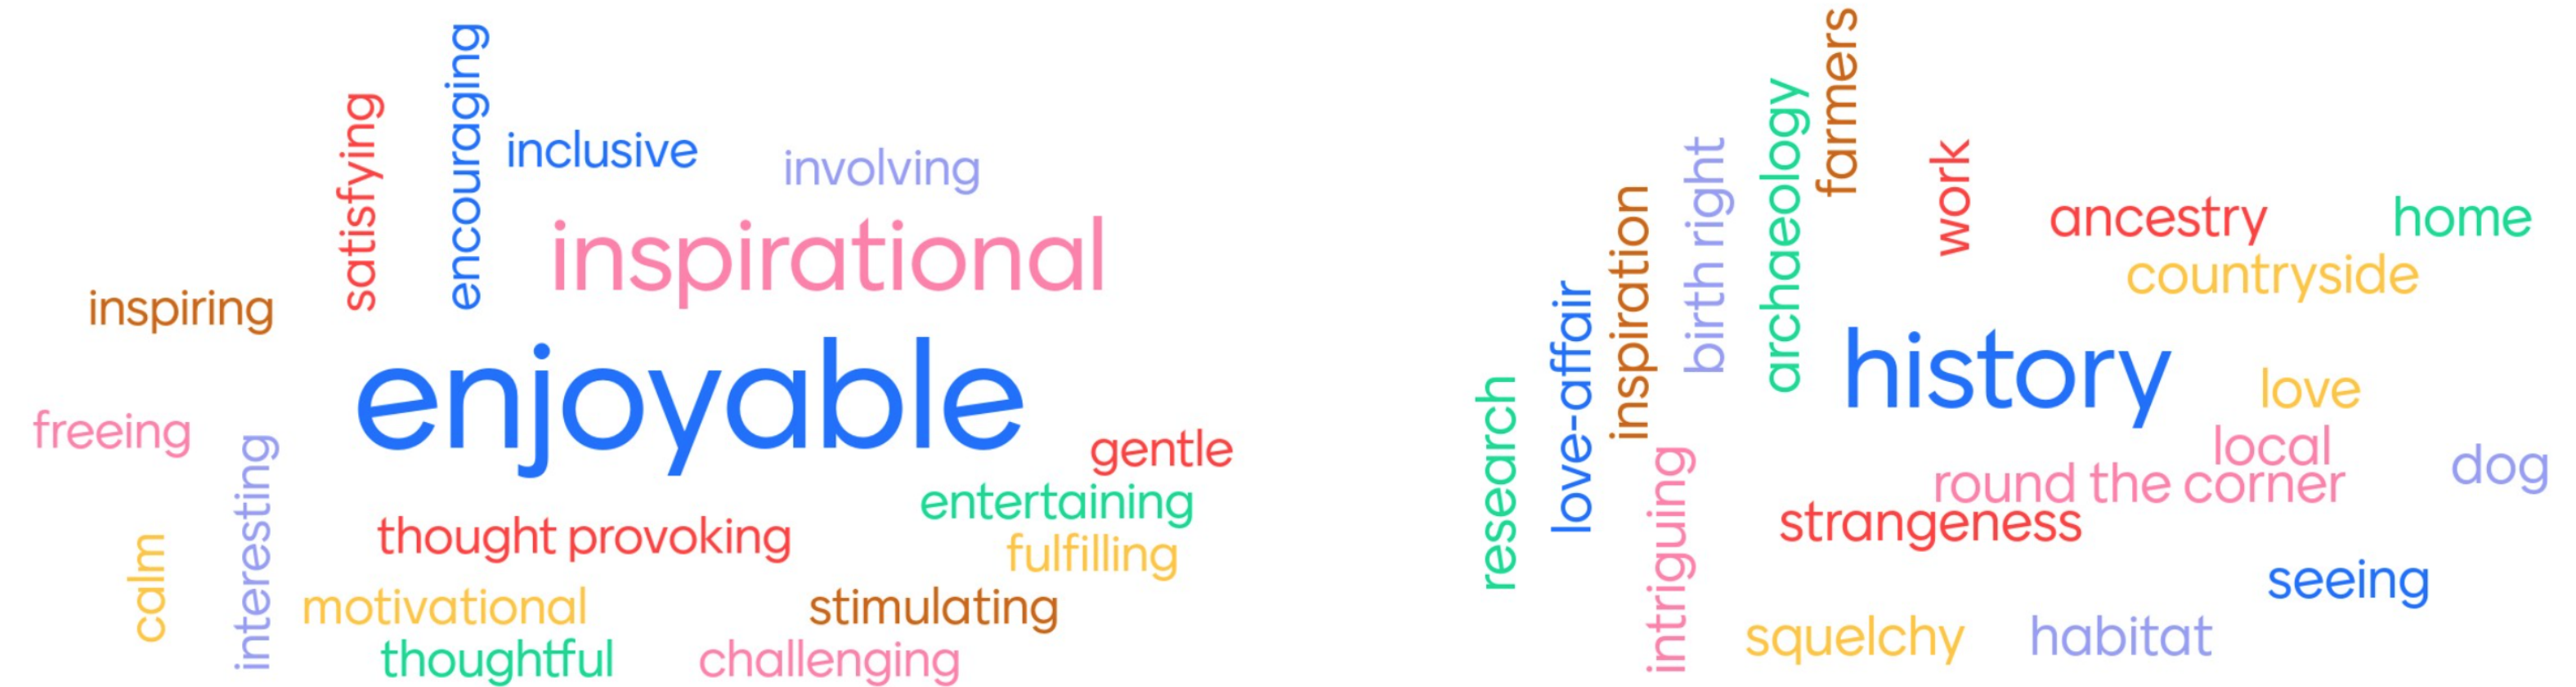 encouraging
satisfying
inclusive
involving
inspirational
inspiring
enjoyable
freeing
interesting
gentle
entertaining
thought provoking
fulfilling
calm
motivational
stimulating
thoughtful
challenging
farmers
archaeology
birth right
work
inspiration
ancestry
home
countryside
love-affair
history
research
love
local
intriguing
round the corner
dog
strangeness
seeing
squelchy
habitat